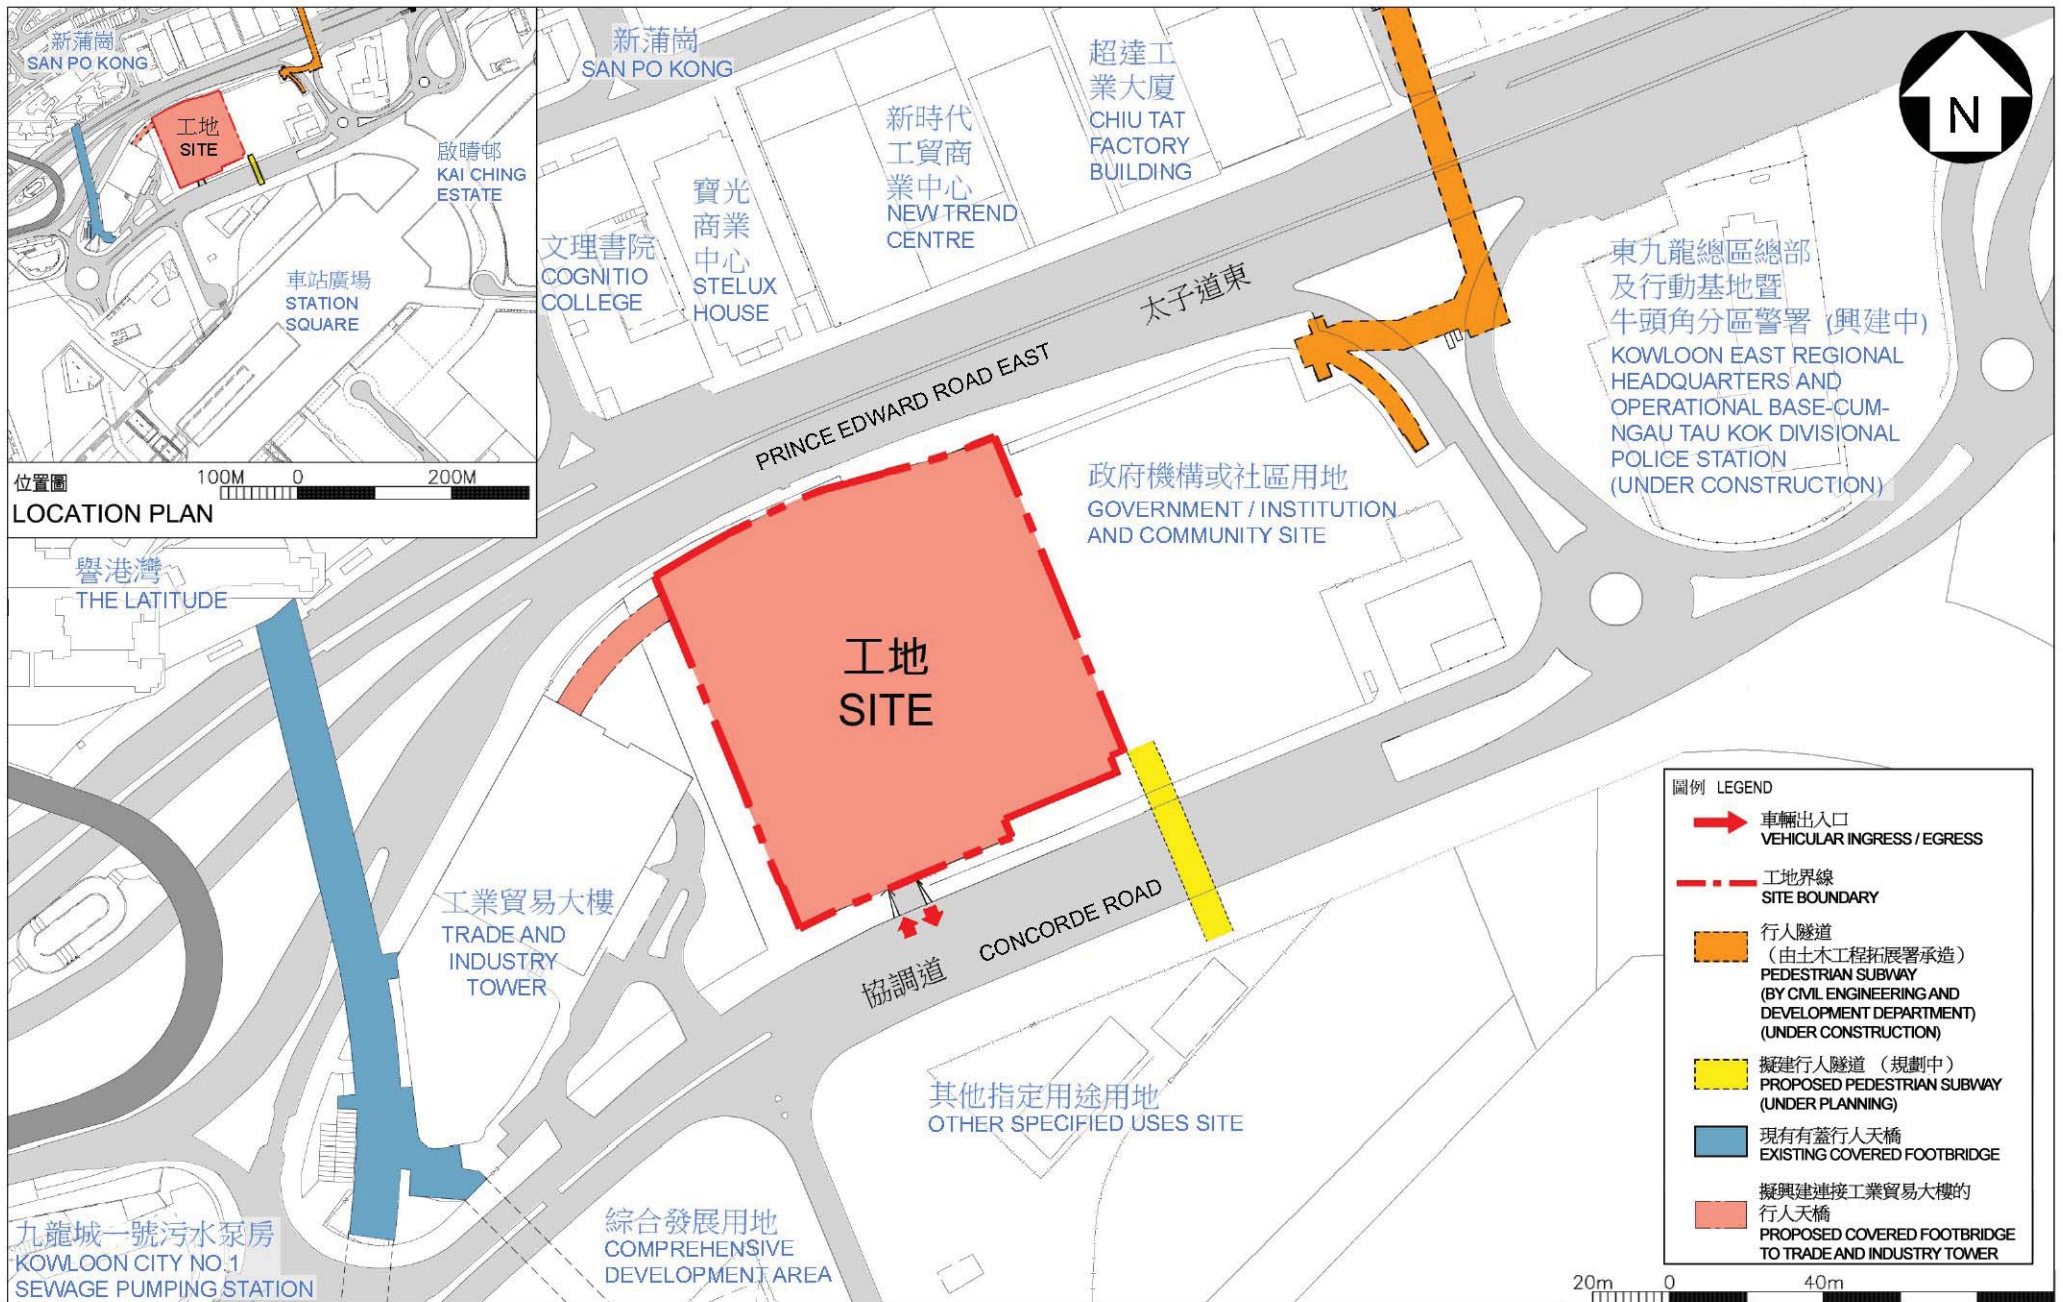 新蒲崗
SAN PO KONG
工地
SITE
啟晴邨
KAI CHING
ESTATE
車站廣場
STATION
SQUARE
位置圖
100M 0 200M
LOCATION PLAN
新蒲崗
SAN PO KONG
超達工
業大廈
CHIU TAT
FACTORY
BUILDING
新時代
工貿商
業中心
NEW TREND
CENTRE
寶光
商業
中心
STELUX
HOUSE
文理書院
COGNITIO
COLLEGE
N
太子道東
PRINCE EDWARD ROAD EAST
東九龍總區總部
及行動基地暨
牛頭角分區警署 (興建中)
KOWLOON EAST REGIONAL
HEADQUARTERS AND
OPERATIONAL BASE-CUM-
NGAU TAU KOK DIVISIONAL
POLICE STATION
(UNDER CONSTRUCTION)
政府機構或社區用地
GOVERNMENT / INSTITUTION
AND COMMUNITY SITE
譽港灣
THE LATITUDE
工地
SITE
工業貿易大樓
TRADE AND
INDUSTRY
TOWER
協調道 CONCORDE ROAD
其他指定用途用地
OTHER SPECIFIED USES SITE
九龍城一號污水泵房
KOWLOON CITY NO.1
SEWAGE PUMPING STATION
綜合發展用地
COMPREHENSIVE
DEVELOPMENT AREA
圖例 LEGEND
車輛出入口
VEHICULAR INGRESS / EGRESS
工地界線
SITE BOUNDARY
行人隧道
（由土木工程拓展署承造）
PEDESTRIAN SUBWAY
(BY CIVIL ENGINEERING AND
DEVELOPMENT DEPARTMENT)
(UNDER CONSTRUCTION)
擬建行人隧道 （規劃中）
PROPOSED PEDESTRIAN SUBWAY
(UNDER PLANNING)
現有有蓋行人天橋
EXISTING COVERED FOOTBRIDGE
擬興建連接工業貿易大樓的
行人天橋
PROPOSED COVERED FOOTBRIDGE
TO TRADE AND INDUSTRY TOWER
20m 0 40m